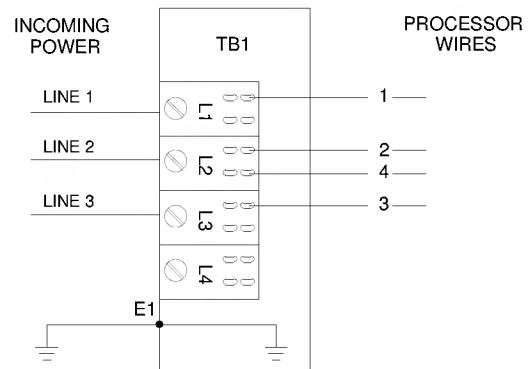 INCOMING
POWER
TB1
PROCESSOR
WIRES
LINE 1
L1
1
LINE 2
L2
2
4
LINE 3
L3
3
L4
E1